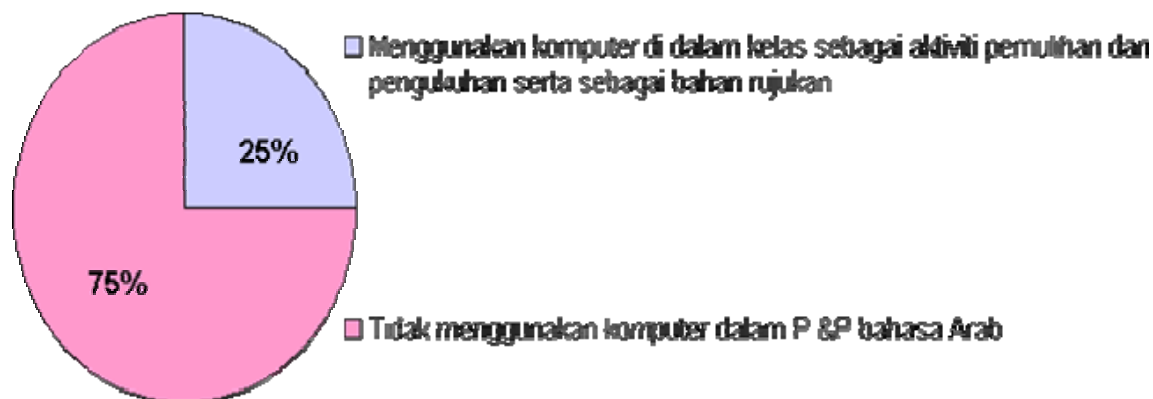 Menggunakan komputer di dalam kelas sebagai aktiviti pemulihan dan
pengukuhan serta sebagai bahan rujukan
25%
75%
Tidak menggunakan komputer dalam P &P bahasa Arab